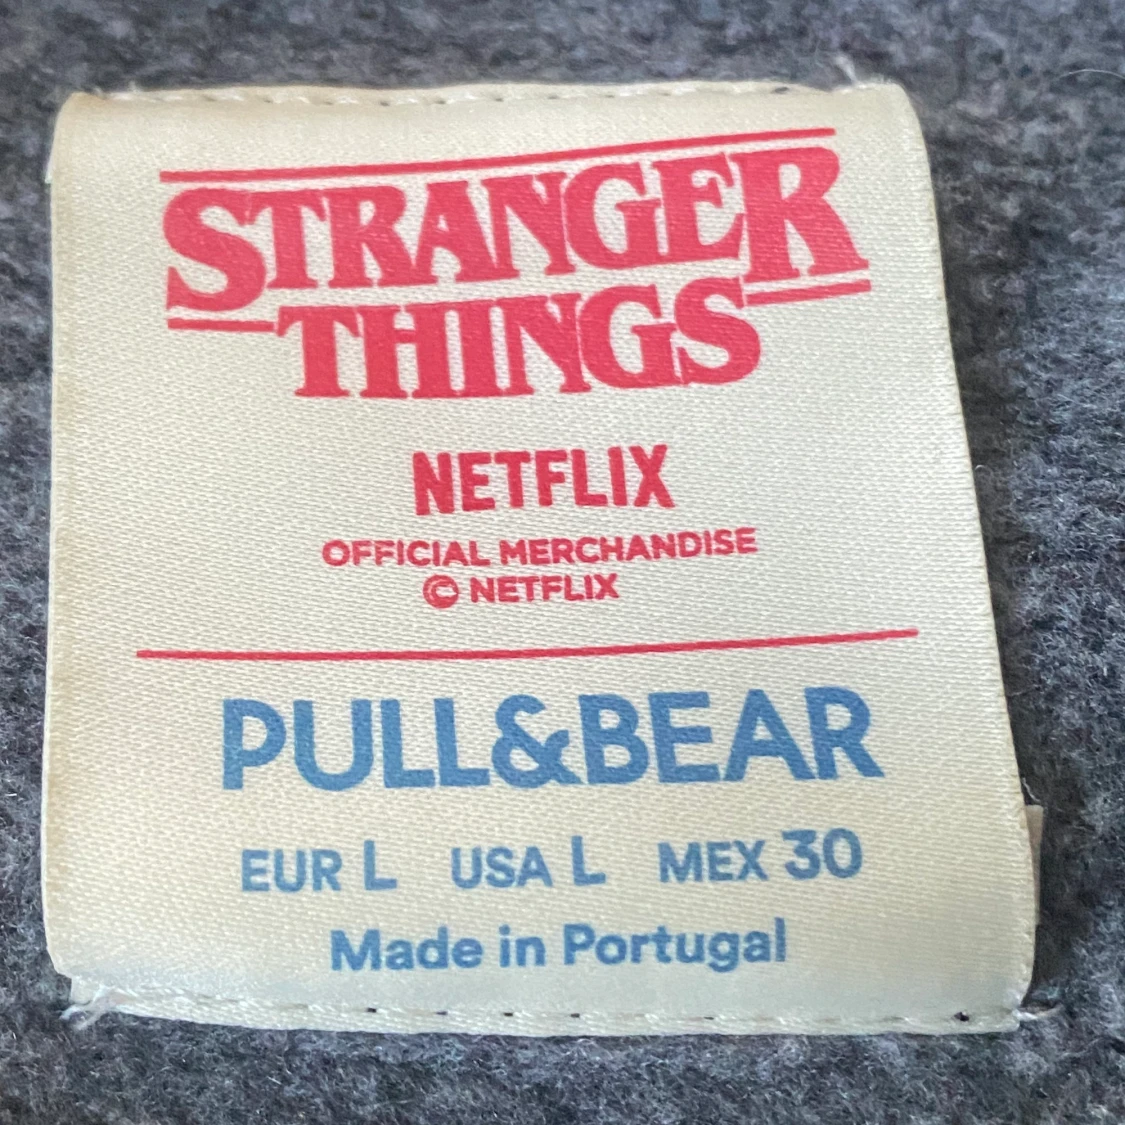 STRANGER
THINGS
NETFLIX
OFFICIAL MERCHANDISE
© NETFLIX
PULL&BEAR
EUR L USA L MEX 30
Made in Portugal